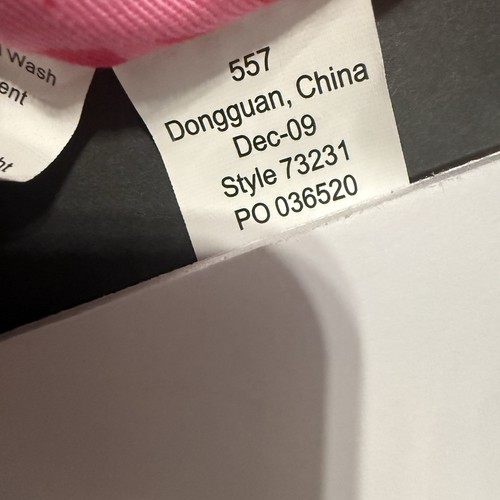 Wash
557
Dongguan, China
Dec-09
Style 73231
PO 036520